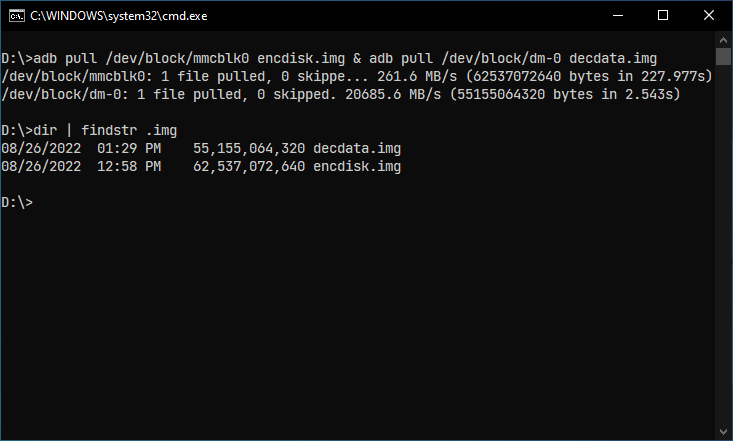 C:\WINDOWS\system32\cmd.exe
D:\>adb pull /dev/block/mmcblk0 encdisk.img & adb pull /dev/block/dm-0 decdata.img
/dev/block/mmcblk0: 1 file pulled, 0 skippe... 261.6 MB/s (62537072640 bytes in 227.977s)
/dev/block/dm-0: 1 file pulled, 0 skipped. 20685.6 MB/s (55155064320 bytes in 2.543s)
D:\>dir | findstr .img
08/26/2022  01:29 PM    55,155,064,320 decdata.img
08/26/2022  12:58 PM    62,537,072,640 encdisk.img
D:\>